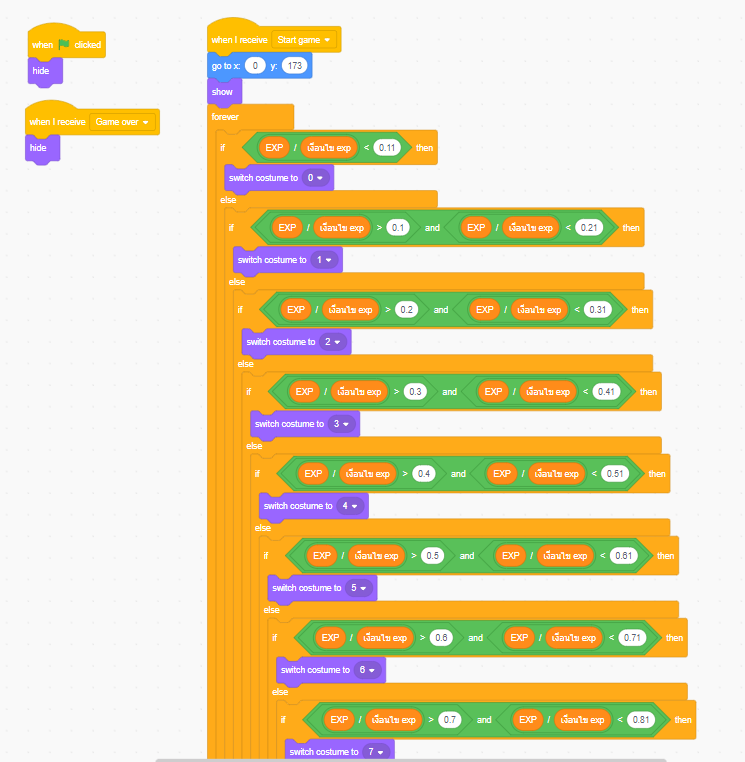 when clicked
hide
when I receive Game over
hide
when I receive Start game
go to x: 0 y: 173
show
forever
if EXP / เงื่อนไข exp < 0.11 then
switch costume to 0
else
if EXP / เงื่อนไข exp > 0.1 and EXP / เงื่อนไข exp < 0.21 then
switch costume to 1
else
if EXP / เงื่อนไข exp > 0.2 and EXP / เงื่อนไข exp < 0.31 then
switch costume to 2
else
if EXP / เงื่อนไข exp > 0.3 and EXP / เงื่อนไข exp < 0.41 then
switch costume to 3
else
if EXP / เงื่อนไข exp > 0.4 and EXP / เงื่อนไข exp < 0.51 then
switch costume to 4
else
if EXP / เงื่อนไข exp > 0.5 and EXP / เงื่อนไข exp < 0.61 then
switch costume to 5
else
if EXP / เงื่อนไข exp > 0.6 and EXP / เงื่อนไข exp < 0.71 then
switch costume to 6
else
if EXP / เงื่อนไข exp > 0.7 and EXP / เงื่อนไข exp < 0.81 then
switch costume to 7